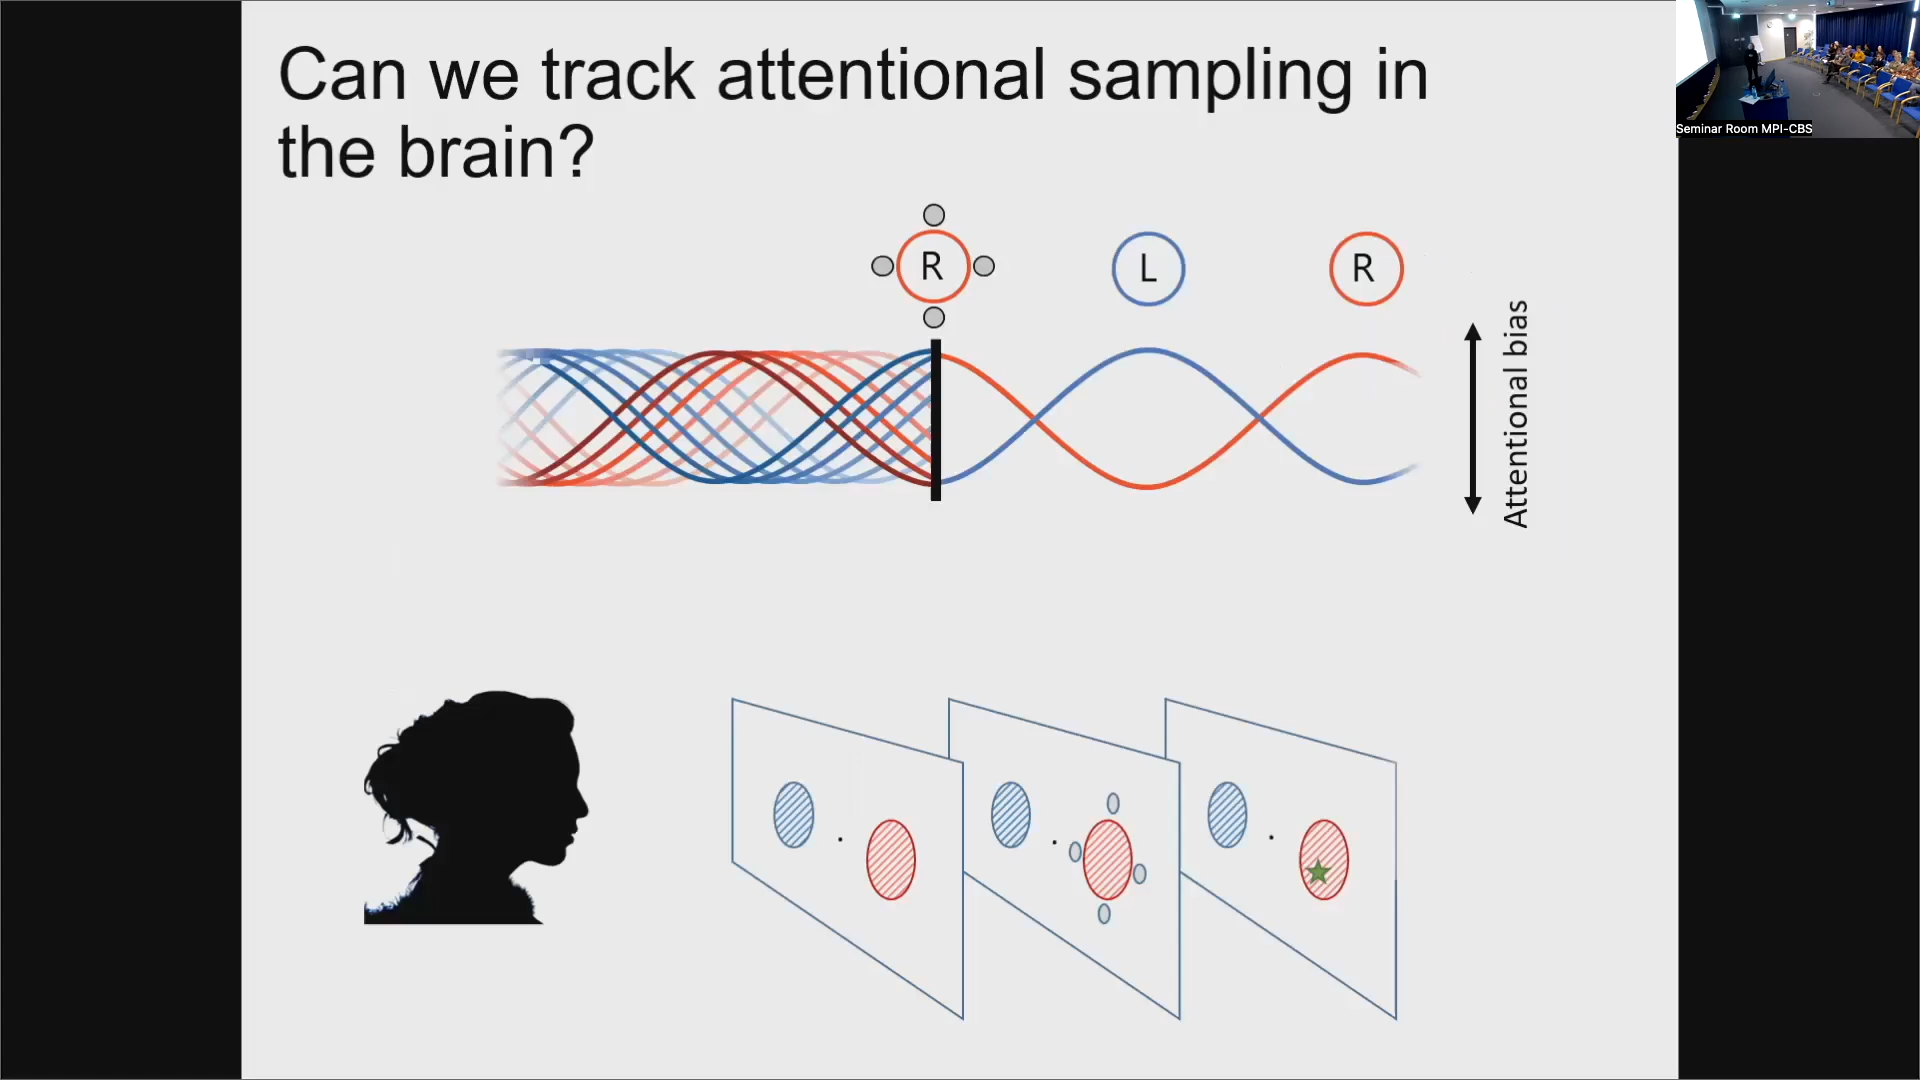 Can we track attentional sampling in
the brain?
R
L
R
Attentional bias
Seminar Room MPI-CBS